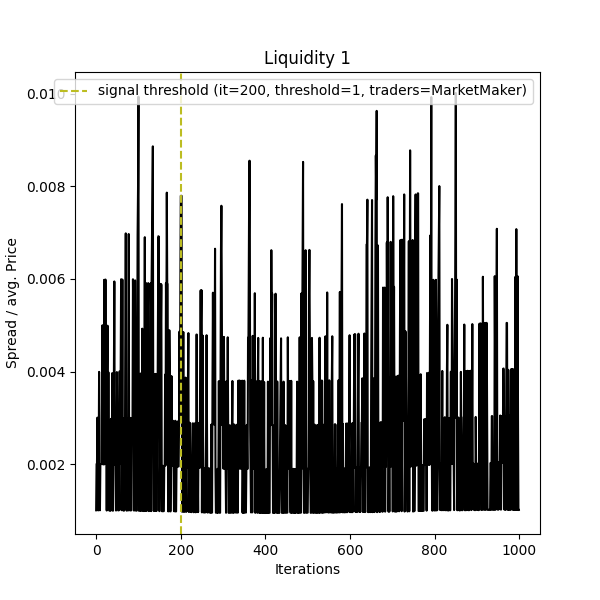 Liquidity 1
signal threshold (it=200, threshold=1, traders=MarketMaker)
0.010
0.008
0.006
0.004
0.002
Spread / avg. Price
0 200 400 600 800 1000
Iterations